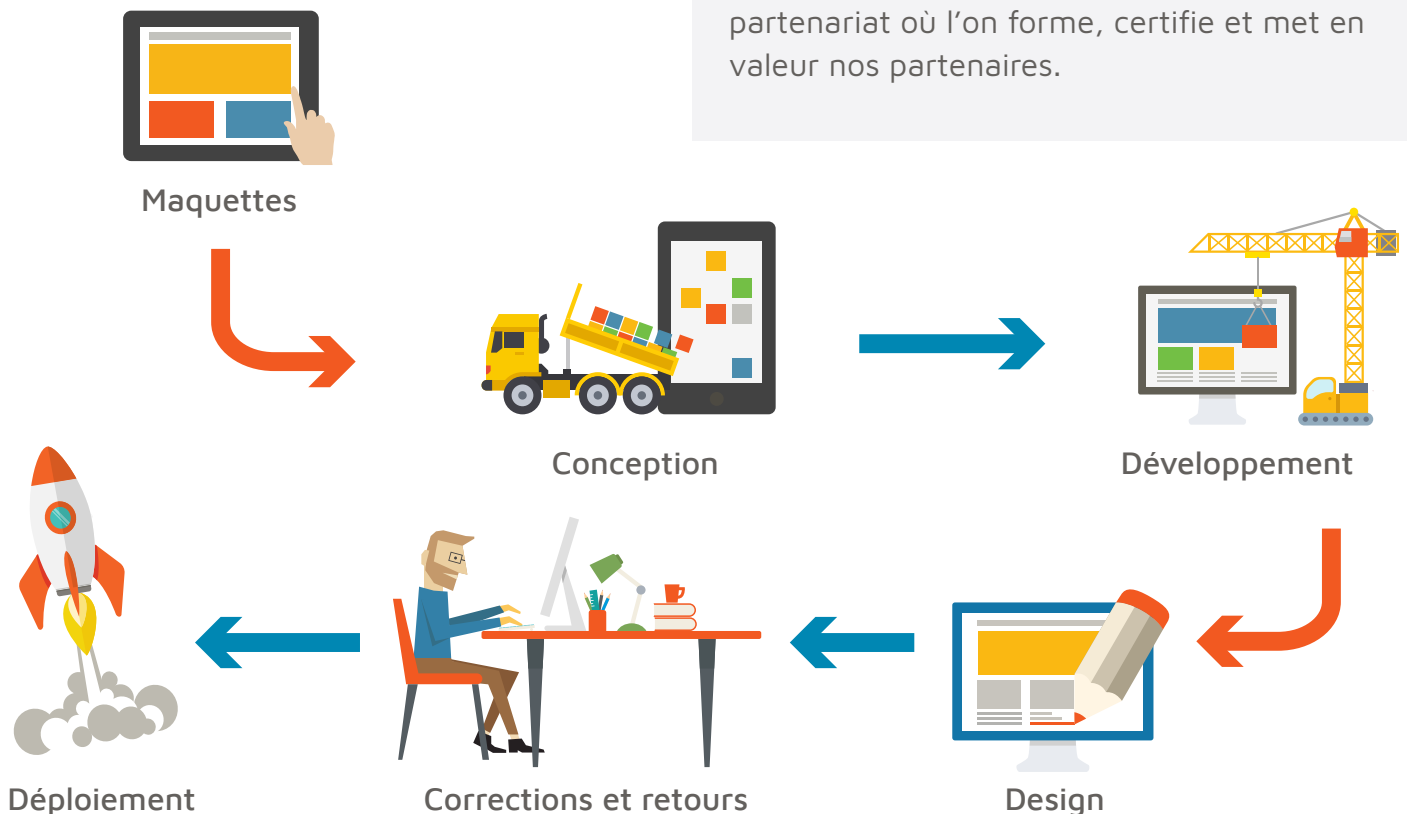 partenariat où l’on forme, certifie et met en
valeur nos partenaires.
Maquettes
Conception
Développement
Déploiement
Corrections et retours
Design